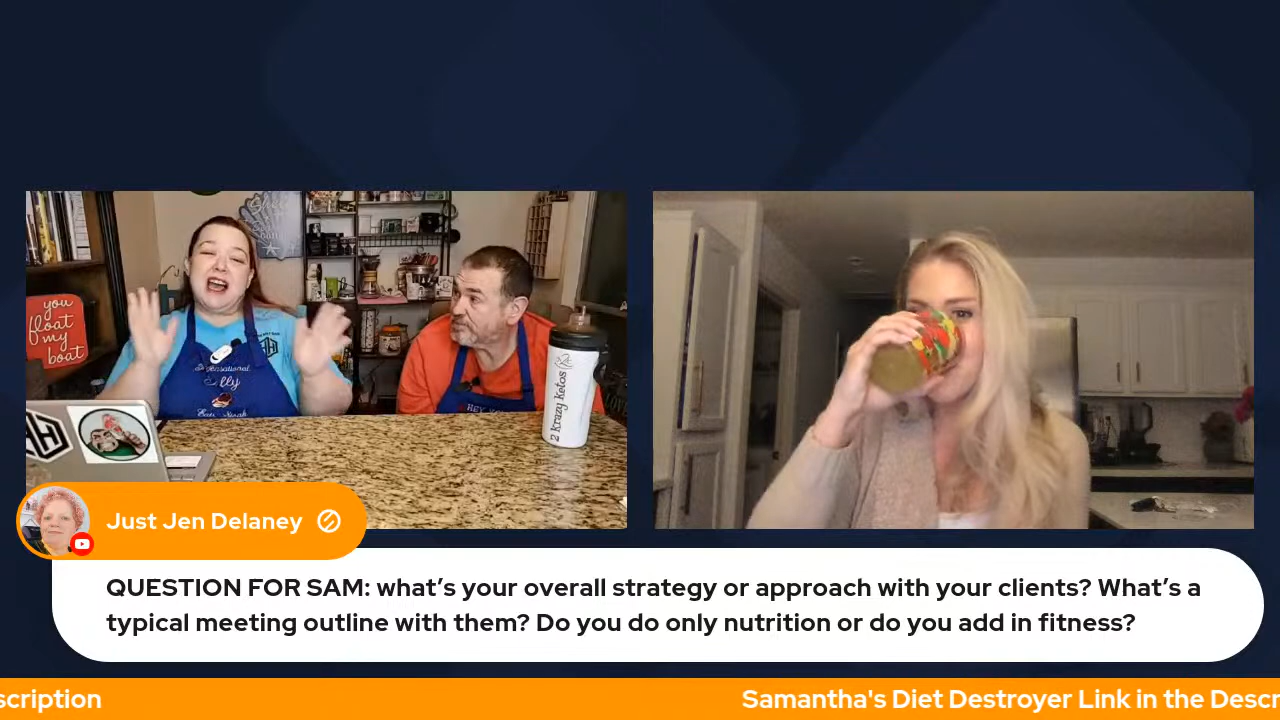 you
float
my
boat
Sensational
2 Krazy Ketos
Just Jen Delaney
QUESTION FOR SAM: what's your overall strategy or approach with your clients? What's a
typical meeting outline with them? Do you do only nutrition or do you add in fitness?
scription
Samantha's Diet Destroyer Link in the Descr